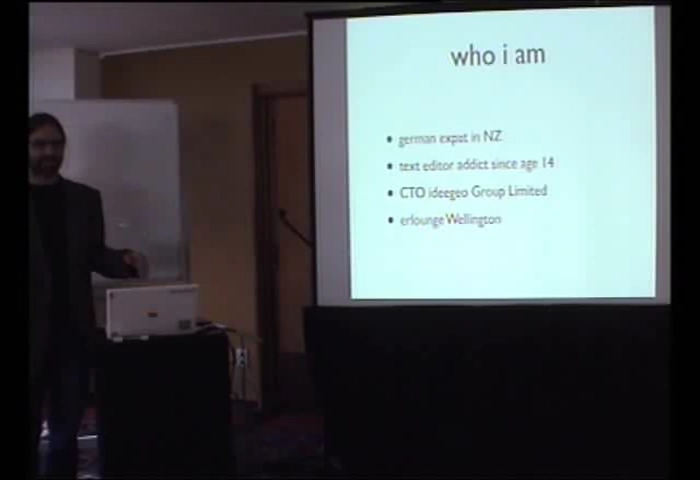 who i am
• german expat in NZ
• text editor addict since age 14
• CTO ideegeo Group Limited
• erlounge Wellington